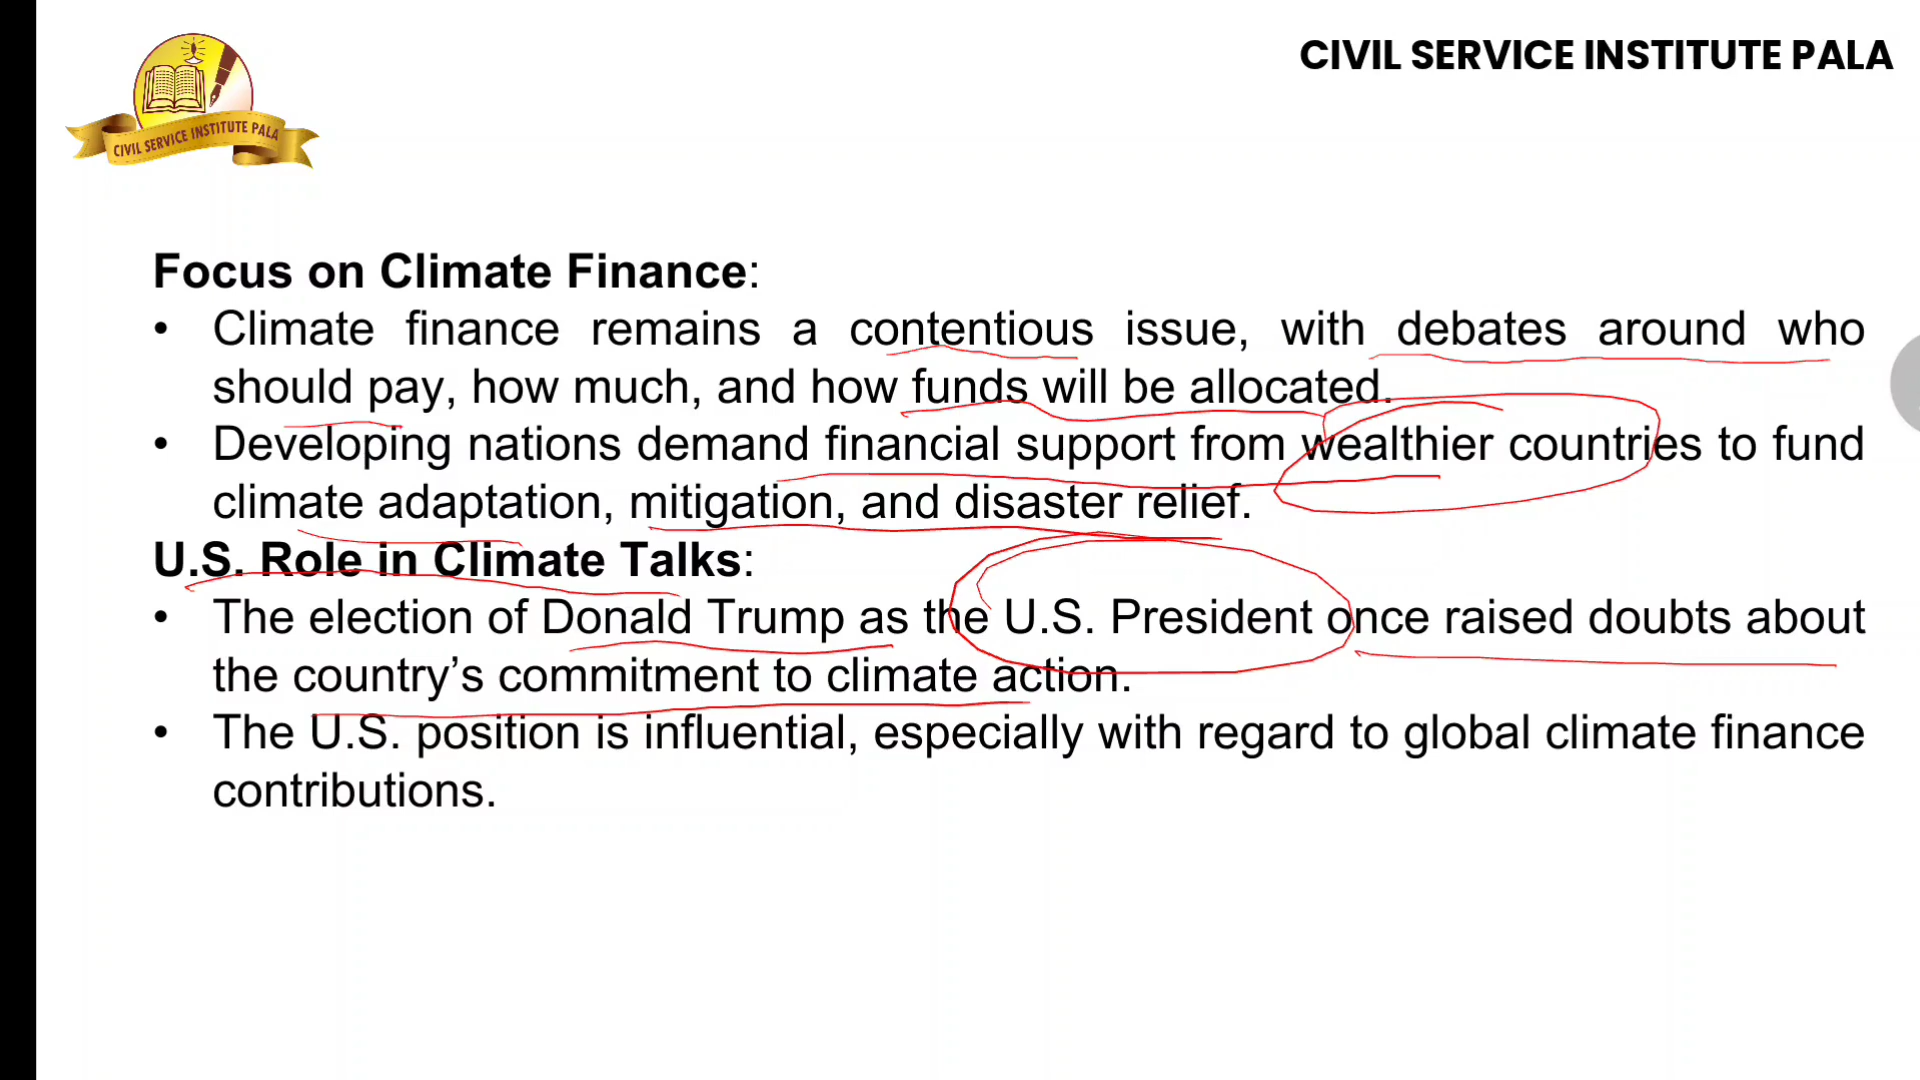 CIVIL SERVICE INSTITUTE PALA
CIVIL SERVICE INSTITUTE PALA
Focus on Climate Finance:
• Climate finance remains a contentious issue, with debates around who
should pay, how much, and how funds will be allocated.
• Developing nations demand financial support from wealthier countries to fund
climate adaptation, mitigation, and disaster relief.
U.S. Role in Climate Talks:
• The election of Donald Trump as the U.S. President once raised doubts about
the country’s commitment to climate action.
• The U.S. position is influential, especially with regard to global climate finance
contributions.